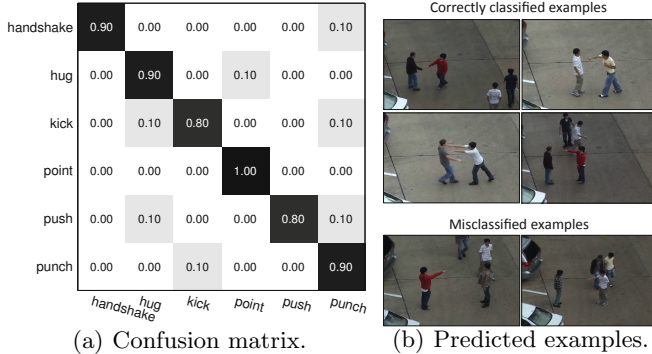 handshake 0.90 0.00 0.00 0.00 0.00 0.10
hug 0.00 0.90 0.00 0.10 0.00 0.00
kick 0.00 0.10 0.80 0.00 0.00 0.10
point 0.00 0.00 0.00 1.00 0.00 0.00
push 0.00 0.10 0.00 0.00 0.80 0.10
punch 0.00 0.00 0.10 0.00 0.00 0.90
handshake hug kick point push punch
(a) Confusion matrix.
Correctly classified examples
Misclassified examples
(b) Predicted examples.